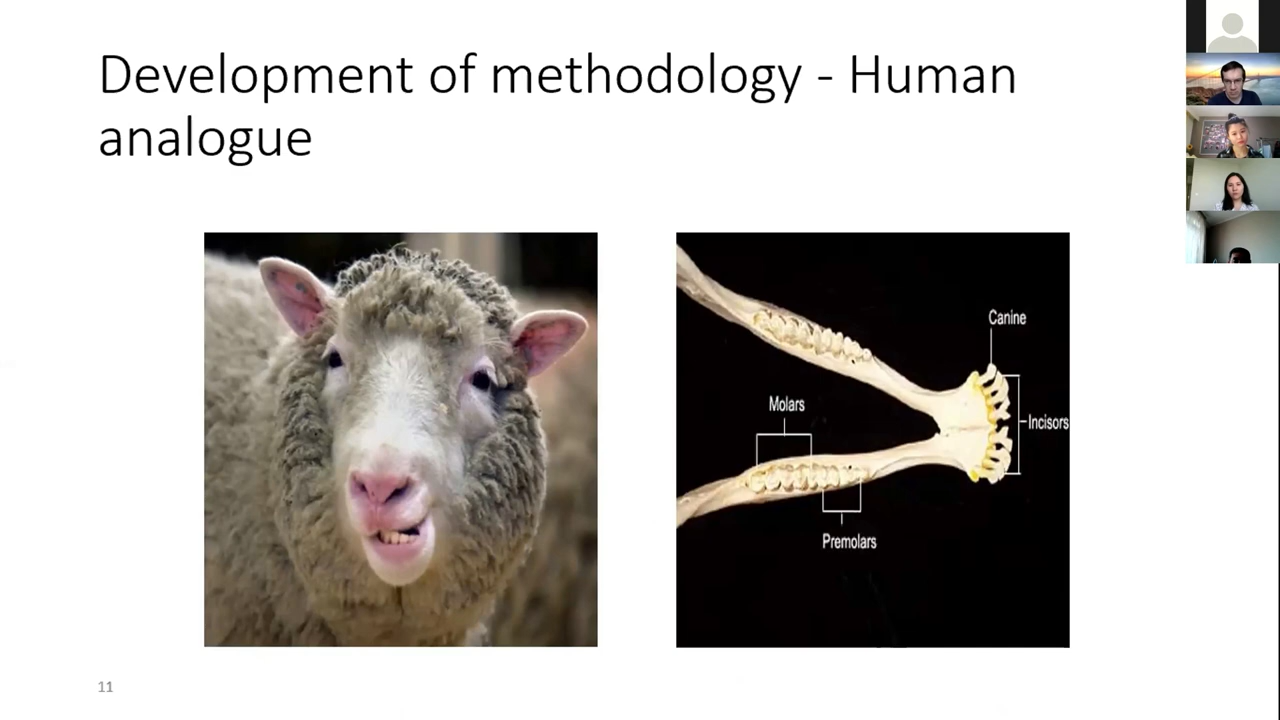 Development of methodology - Human
analogue
Canine
Molars
Incisors
Premolars
11